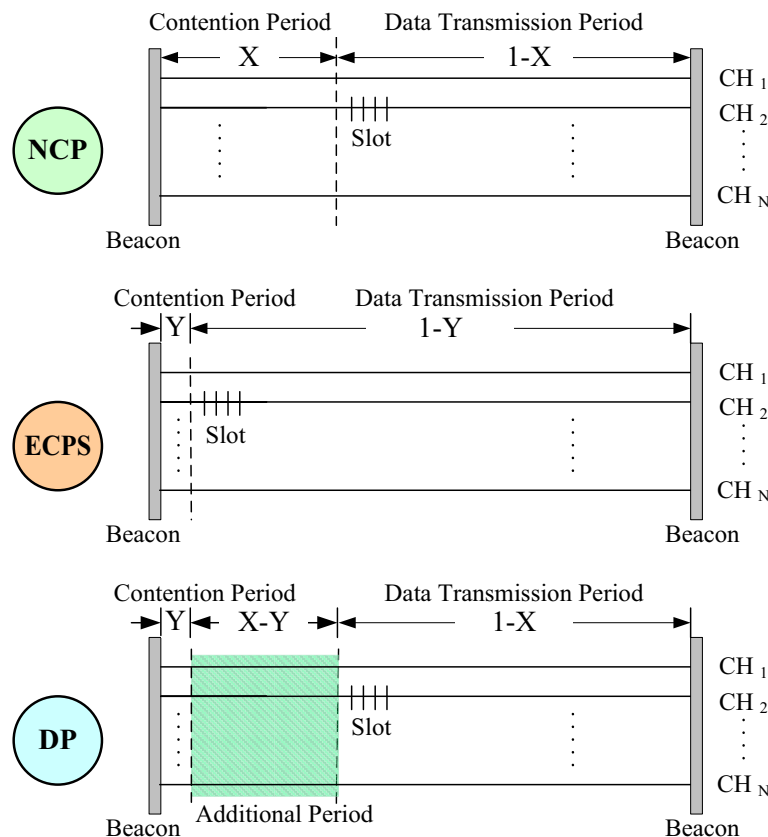 Contention Period Data Transmission Period
X 1-X
CH 1
CH 2
NCP
Slot
CH N
Beacon Beacon
Contention Period Data Transmission Period
Y 1-Y
CH 1
CH 2
ECPS
Slot
CH N
Beacon Beacon
Contention Period Data Transmission Period
Y X-Y 1-X
CH 1
CH 2
DP
Slot
CH N
Additional Period
Beacon Beacon